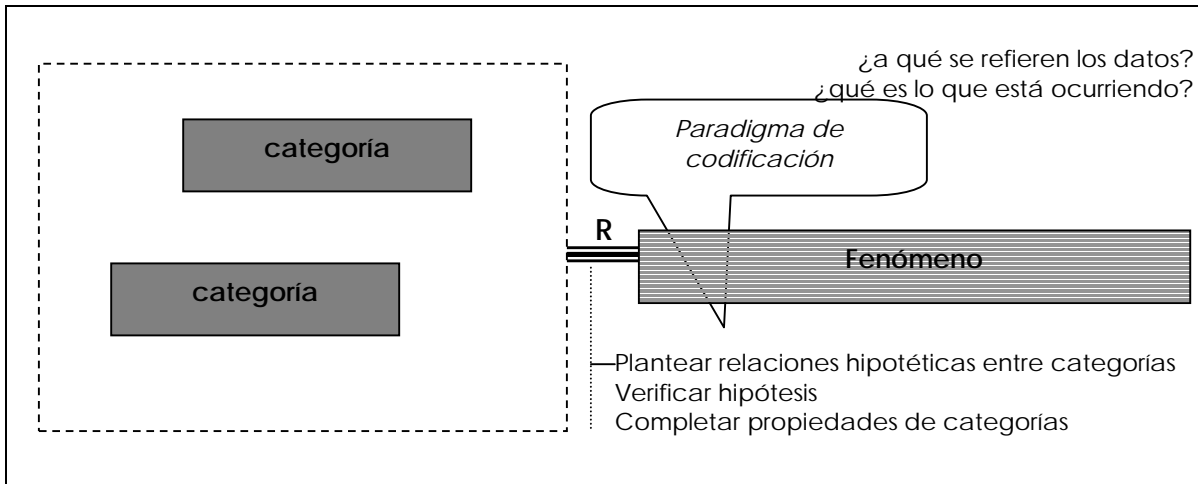 ¿a qué se refieren los datos?
¿qué es lo que está ocurriendo?
Paradigma de
codificación
categoría
R
Fenómeno
categoría
Plantear relaciones hipotéticas entre categorías
Verificar hipótesis
Completar propiedades de categorías